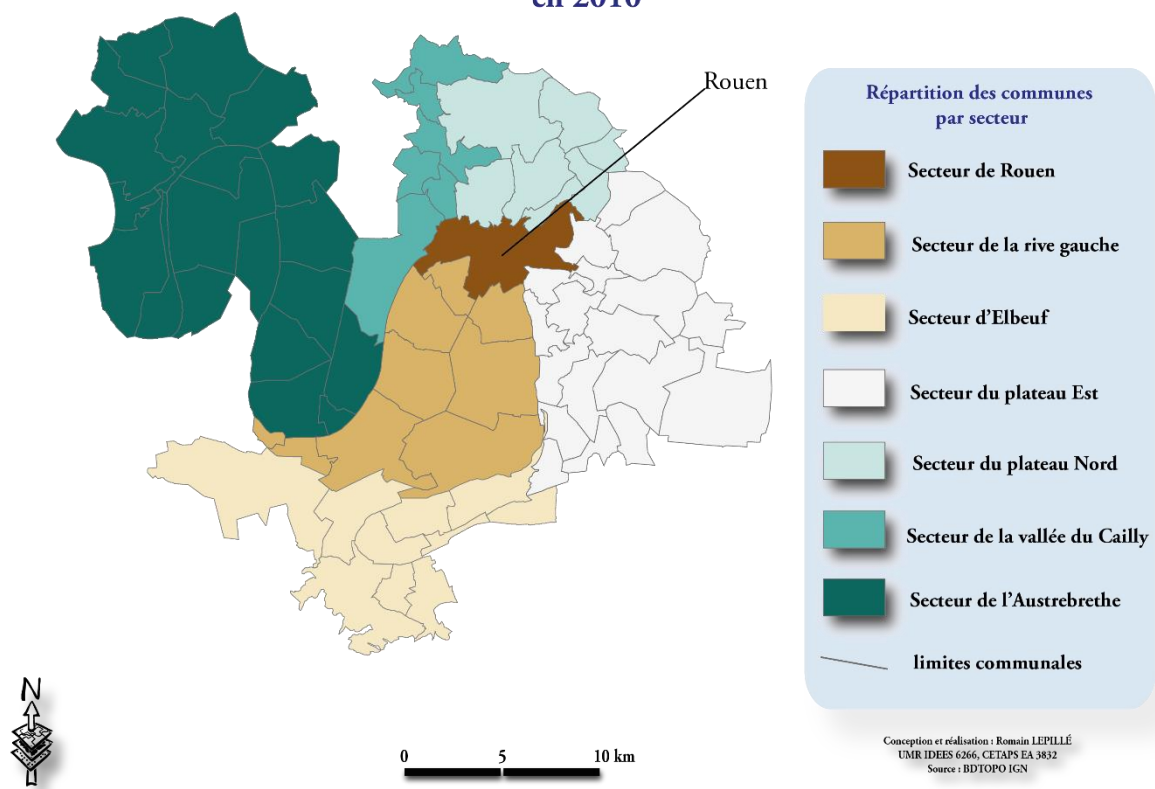 en 2010
Rouen
Répartition des communes
par secteur
Secteur de Rouen
Secteur de la rive gauche
Secteur d'Elbeuf
Secteur du plateau Est
Secteur du plateau Nord
Secteur de la vallée du Cailly
Secteur de l'Austrebrethe
limites communales
N
0 5 10 km
Conception et réalisation : Romain LEPILLÉ
UMR IDEES 6266, CETAPS EA 3832
Source : BDTOPO IGN